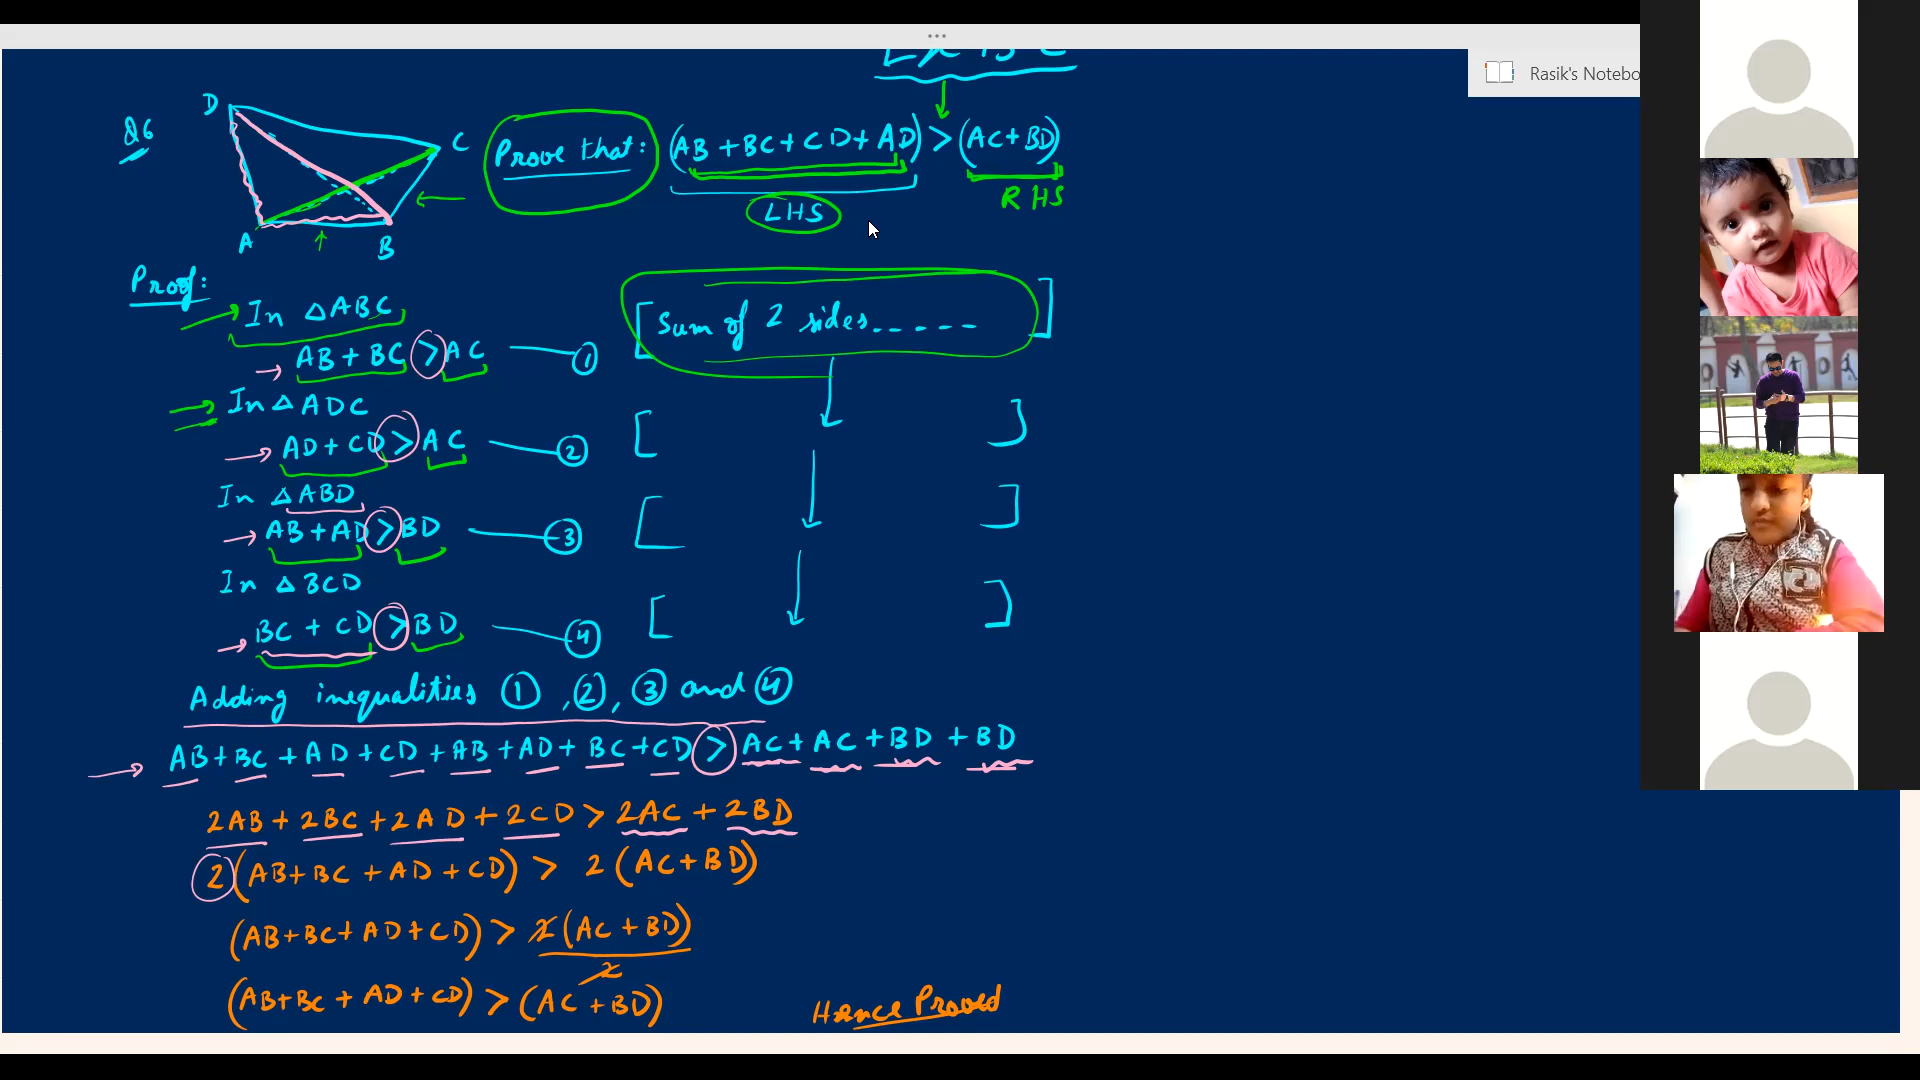 ...
Rasik's Notebo
Q6
D
C
A
B
Prove that: (AB + BC + CD + AD) > (AC + BD)
LHS
RHS
Proof:
In △ABC
[Sum of 2 sides.----]
AB + BC > AC — ①
In △ADC
AD + CD > AC — ② [ ]
In △ABD
AB + AD > BD — ③ [ ]
In △BCD
BC + CD > BD — ④ [ ]
Adding inequalities ①, ②, ③ and ④
AB + BC + AD + CD + AB + AD + BC + CD > AC + AC + BD + BD
2AB + 2BC + 2AD + 2CD > 2AC + 2BD
2(AB+BC + AD + CD) > 2(AC+BD)
(AB+BC+AD+CD) > 2(AC + BD)
2
(AB+BC + AD+CD) > (AC + BD)
Hence Proved